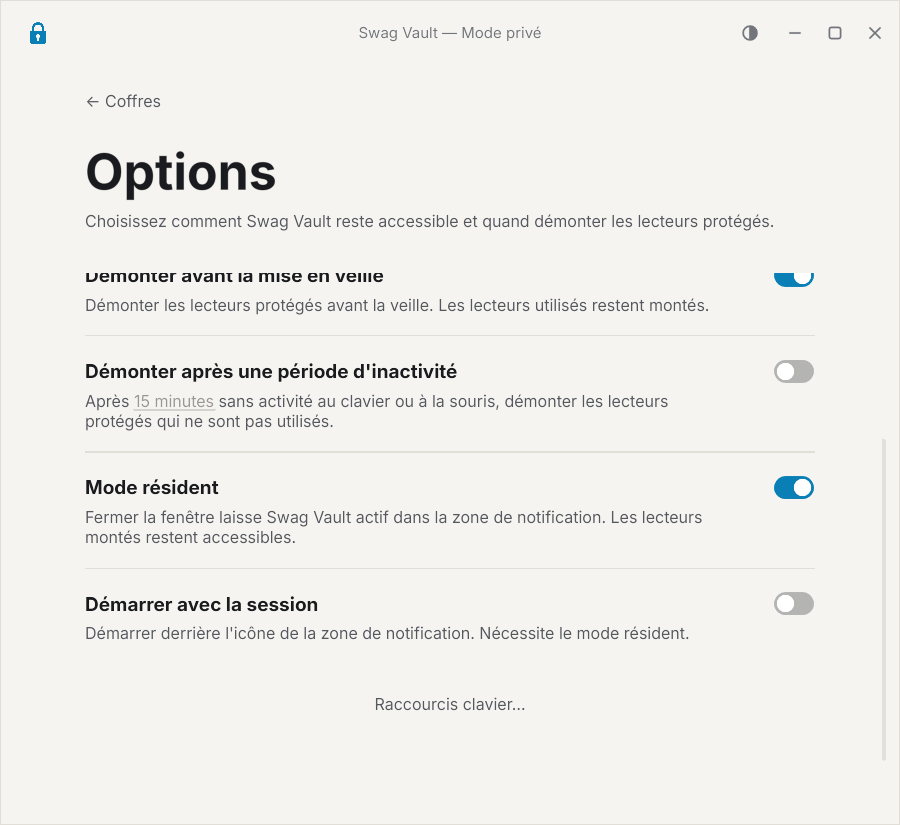 Swag Vault — Mode privé
← Coffres
Options
Choisissez comment Swag Vault reste accessible et quand démonter les lecteurs protégés.
Démonter avant la mise en veille
Démonter les lecteurs protégés avant la veille. Les lecteurs utilisés restent montés.
Démonter après une période d'inactivité
Après 15 minutes sans activité au clavier ou à la souris, démonter les lecteurs
protégés qui ne sont pas utilisés.
Mode résident
Fermer la fenêtre laisse Swag Vault actif dans la zone de notification. Les lecteurs
montés restent accessibles.
Démarrer avec la session
Démarrer derrière l'icône de la zone de notification. Nécessite le mode résident.
Raccourcis clavier...